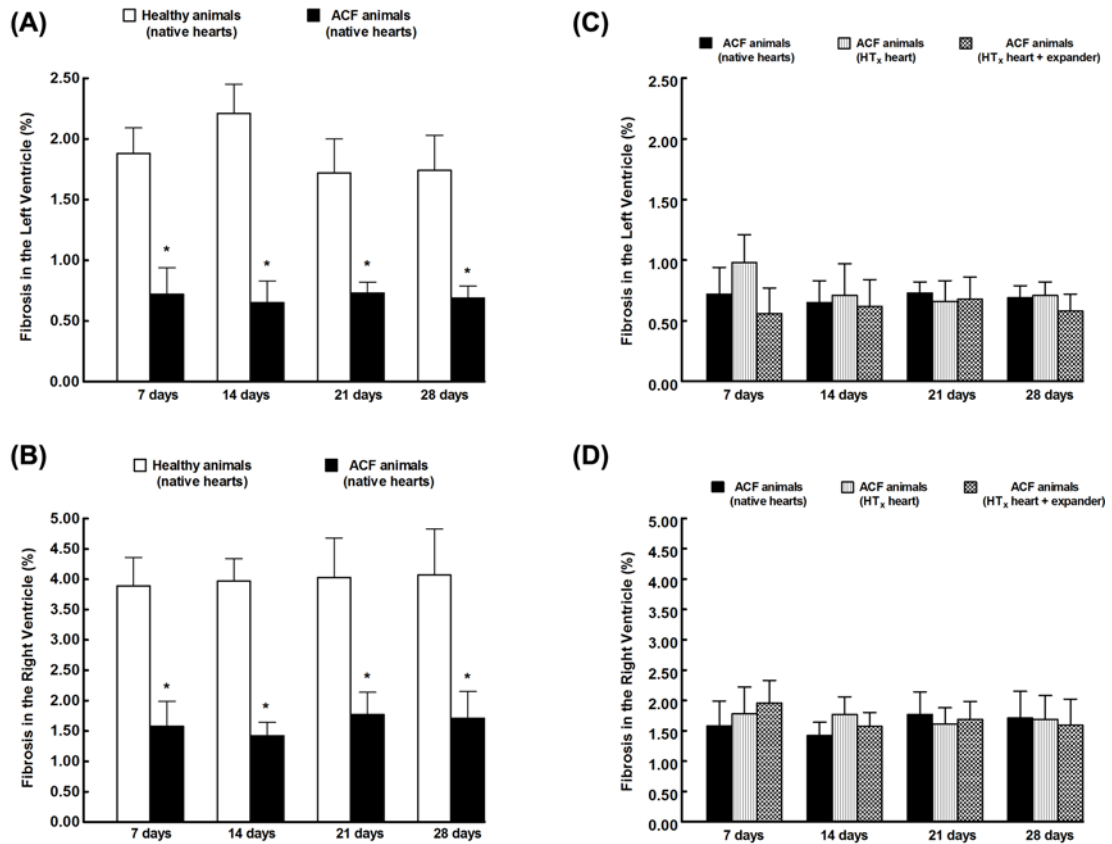 (A)
Healthy animals
(native hearts)
ACF animals
(native hearts)
Fibrosis in the Left Ventricle (%)
2.50
2.00
1.50
1.00
0.50
0.00
*
*
*
*
7 days
14 days
21 days
28 days
(C)
ACF animals
(native hearts)
ACF animals
(HTx heart)
ACF animals
(HTx heart + expander)
Fibrosis in the Left Ventricle (%)
2.50
2.00
1.50
1.00
0.50
0.00
7 days
14 days
21 days
28 days
(B)
Healthy animals
(native hearts)
ACF animals
(native hearts)
Fibrosis in the Right Ventricle (%)
5.00
4.50
4.00
3.50
3.00
2.50
2.00
1.50
1.00
0.50
0.00
*
*
*
*
7 days
14 days
21 days
28 days
(D)
ACF animals
(native hearts)
ACF animals
(HTx heart)
ACF animals
(HTx heart + expander)
Fibrosis in the Right Ventricle (%)
5.00
4.50
4.00
3.50
3.00
2.50
2.00
1.50
1.00
0.50
0.00
7 days
14 days
21 days
28 days